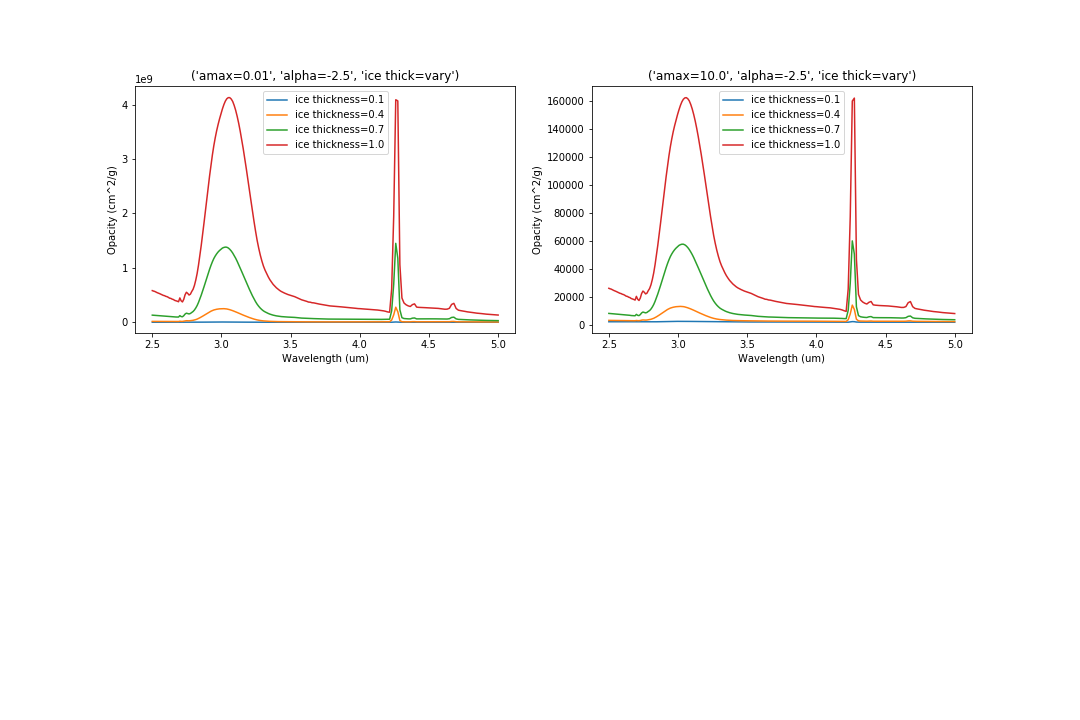 ('amax=0.01', 'alpha=-2.5', 'ice thick=vary')
1e9
Opacity (cm^2/g)
4
3
2
1
0
ice thickness=0.1
ice thickness=0.4
ice thickness=0.7
ice thickness=1.0
2.5 3.0 3.5 4.0 4.5 5.0
Wavelength (um)
('amax=10.0', 'alpha=-2.5', 'ice thick=vary')
Opacity (cm^2/g)
160000
140000
120000
100000
80000
60000
40000
20000
0
ice thickness=0.1
ice thickness=0.4
ice thickness=0.7
ice thickness=1.0
2.5 3.0 3.5 4.0 4.5 5.0
Wavelength (um)